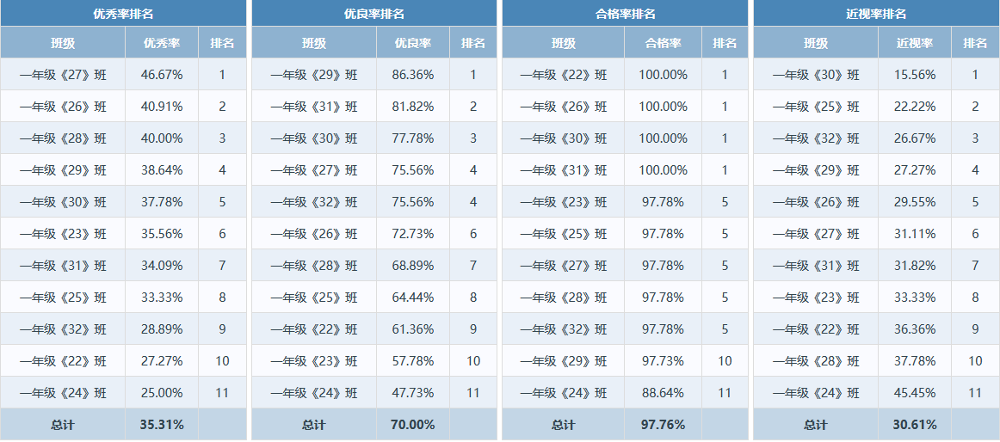 优秀率排名 优良率排名 合格率排名 近视率排名
班级 优秀率 排名 班级 优良率 排名 班级 合格率 排名 班级 近视率 排名
一年级《27》班 46.67% 1 一年级《29》班 86.36% 1 一年级《22》班 100.00% 1 一年级《30》班 15.56% 1
一年级《26》班 40.91% 2 一年级《31》班 81.82% 2 一年级《26》班 100.00% 1 一年级《25》班 22.22% 2
一年级《28》班 40.00% 3 一年级《30》班 77.78% 3 一年级《30》班 100.00% 1 一年级《32》班 26.67% 3
一年级《29》班 38.64% 4 一年级《27》班 75.56% 4 一年级《31》班 100.00% 1 一年级《29》班 27.27% 4
一年级《30》班 37.78% 5 一年级《32》班 75.56% 4 一年级《23》班 97.78% 5 一年级《26》班 29.55% 5
一年级《23》班 35.56% 6 一年级《26》班 72.73% 6 一年级《25》班 97.78% 5 一年级《27》班 31.11% 6
一年级《31》班 34.09% 7 一年级《28》班 68.89% 7 一年级《27》班 97.78% 5 一年级《31》班 31.82% 7
一年级《25》班 33.33% 8 一年级《25》班 64.44% 8 一年级《28》班 97.78% 5 一年级《23》班 33.33% 8
一年级《32》班 28.89% 9 一年级《22》班 61.36% 9 一年级《32》班 97.78% 5 一年级《22》班 36.36% 9
一年级《22》班 27.27% 10 一年级《23》班 57.78% 10 一年级《29》班 97.73% 10 一年级《28》班 37.78% 10
一年级《24》班 25.00% 11 一年级《24》班 47.73% 11 一年级《24》班 88.64% 11 一年级《24》班 45.45% 11
总计 35.31% 总计 70.00% 总计 97.76% 总计 30.61%